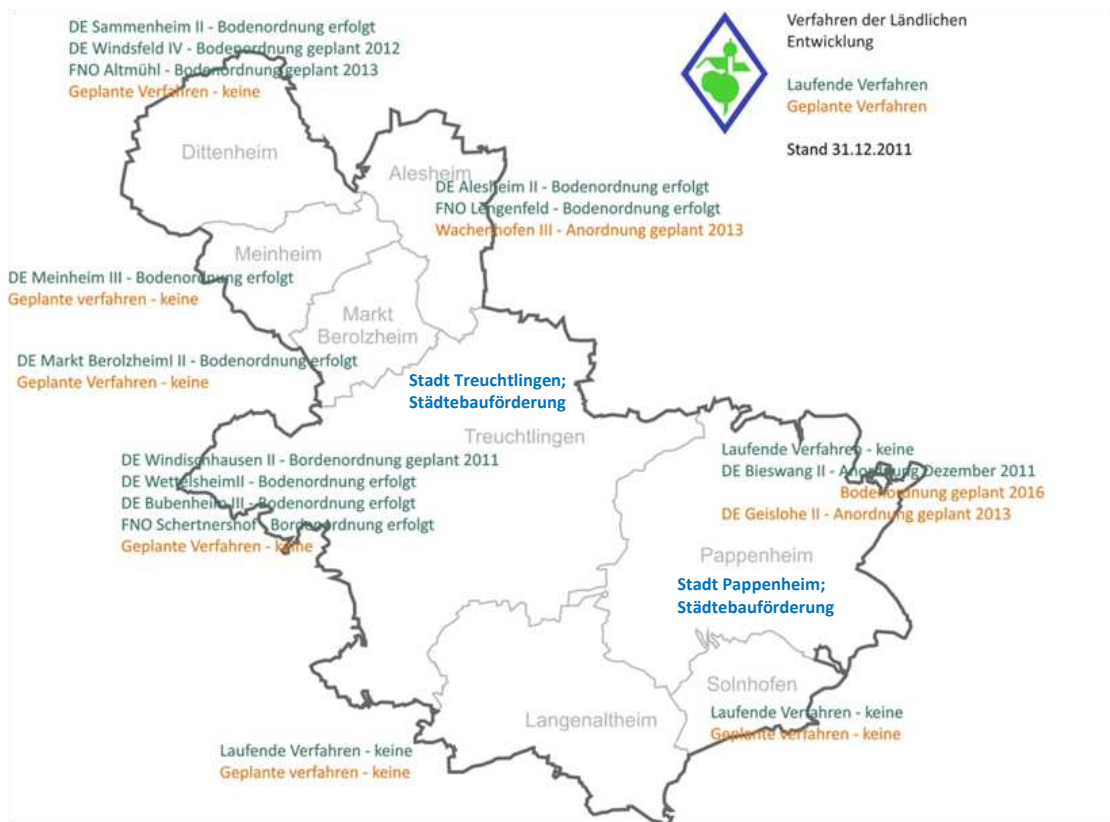 DE Sammenheim II - Bodenordnung erfolgt
DE Windsfeld IV - Bodenordnung geplant 2012
FNO Altmühl - Bodenordnung geplant 2013
Geplante Verfahren - keine
Verfahren der Ländlichen
Entwicklung
Laufende Verfahren
Geplante Verfahren
Stand 31.12.2011
Dittenheim
Alesheim
DE Alesheim II - Bodenordnung erfolgt
FNO Lengenfeld - Bodenordnung erfolgt
Wachenhofen III - Anordnung geplant 2013
Meinheim
DE Meinheim III - Bodenordnung erfolgt
Geplante verfahren - keine
Markt
Berolzheim
DE Markt BerolzheimI II - Bodenordnung erfolgt
Geplante Verfahren - keine
Stadt Treuchtlingen;
Städtebauförderung
Treuchtlingen
DE Windischhausen II - Bordenordnung geplant 2011
DE WettelsheimII - Bodenordnung erfolgt
DE Bubenheim III - Bodenordnung erfolgt
FNO Schertnershof - Bordenordnung erfolgt
Geplante Verfahren - keine
Laufende Verfahren - keine
DE Bieswang II - Anordnung Dezember 2011
Bodenordnung geplant 2016
DE Geislohe II - Anordnung geplant 2013
Pappenheim
Stadt Pappenheim;
Städtebauförderung
Solnhofen
Laufende Verfahren - keine
Geplante verfahren - keine
Langenaltheim
Laufende Verfahren - keine
Geplante verfahren - keine